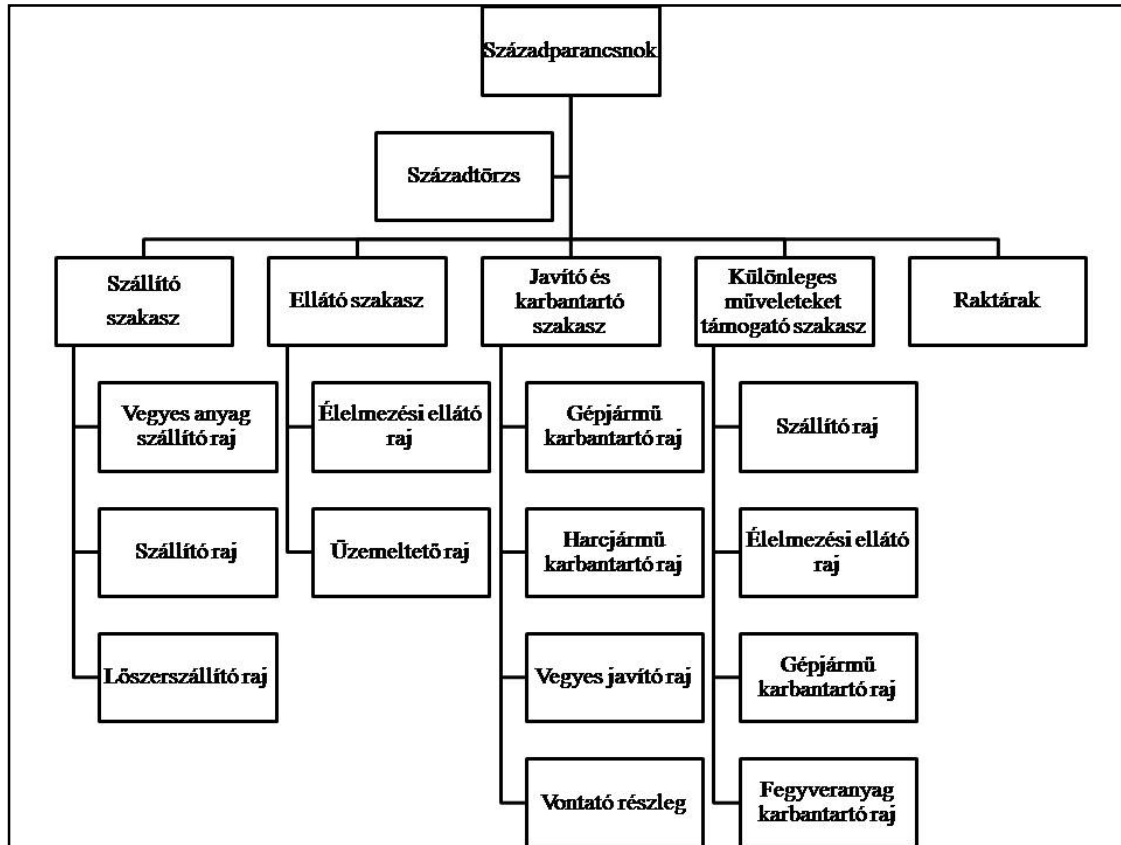 Századparancsnok
Századtörzs
Szállító
szakasz
Ellátó szakasz
Javító és
karbantartó
szakasz
Különleges
műveleteket
támogató szakasz
Raktárak
Vegyes anyag
szállító raj
Szállító raj
Lőszerszállító raj
Élelmezési ellátó
raj
Üzemeltető raj
Gépjármű
karbantartó raj
Harcjármű
karbantartó raj
Vegyes javító raj
Vontató részleg
Szállító raj
Élelmezési ellátó
raj
Gépjármű
karbantartó raj
Fegyveranyag
karbantartó raj